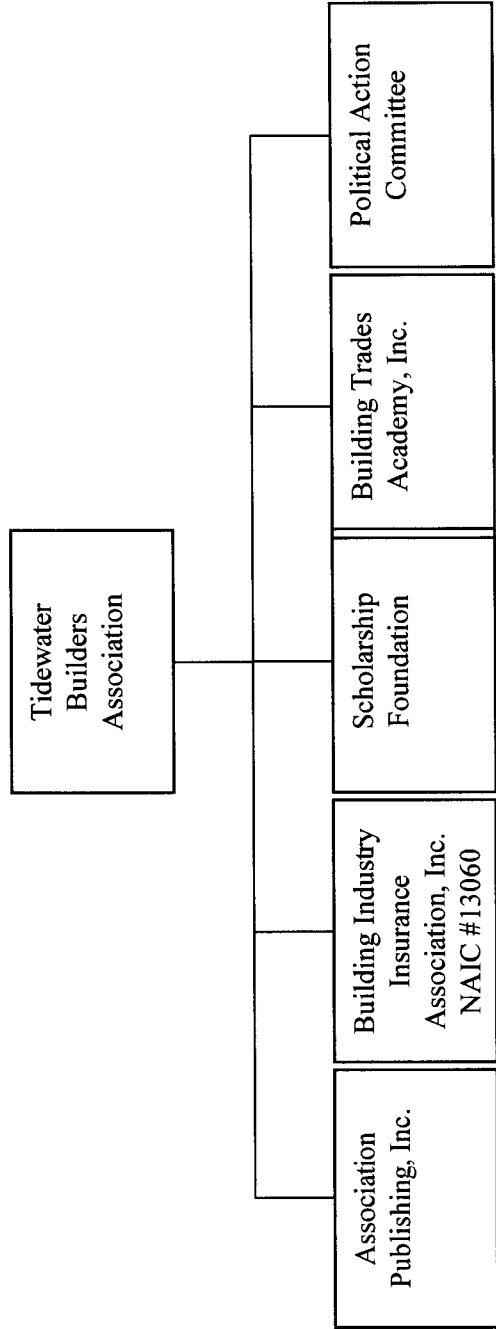 Tidewater
Builders
Association
Association
Publishing, Inc.
Building Industry
Insurance
Association, Inc.
NAIC #13060
Scholarship
Foundation
Building Trades
Academy, Inc.
Political Action
Committee